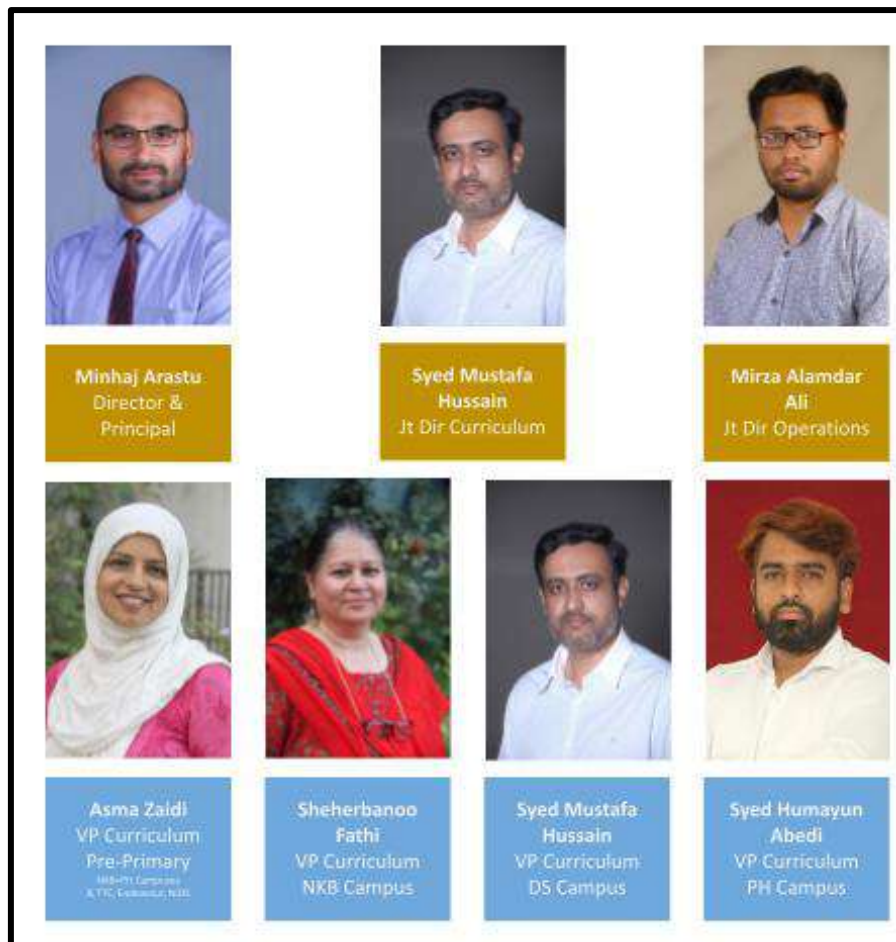 Minhaj Arastu
Director &
Principal
Syed Mustafa
Hussain
Jt Dir Curriculum
Mirza Alamdar
Ali
Jt Dir Operations
Asma Zaidi
VP Curriculum
Pre-Primary
& TTC,
Sheherbanoo
Fathi
VP Curriculum
NKB Campus
Syed Mustafa
Hussain
VP Curriculum
DS Campus
Syed Humayun
Abedi
VP Curriculum
PH Campus